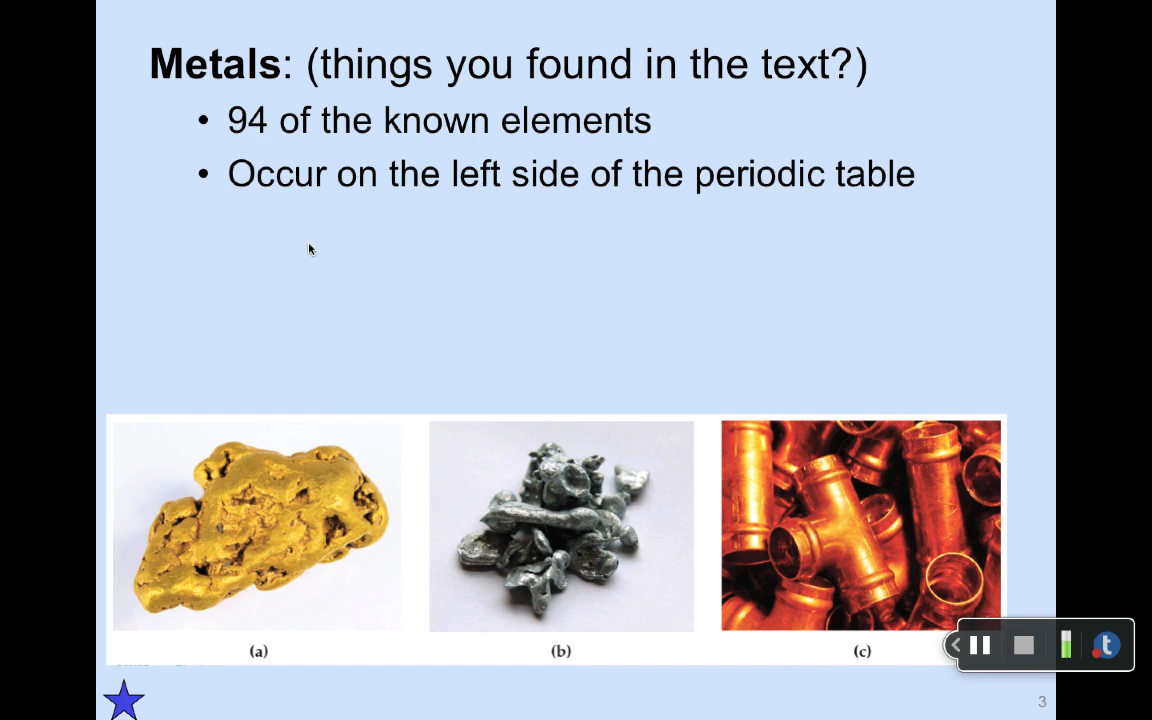 Metals: (things you found in the text?)
• 94 of the known elements
• Occur on the left side of the periodic table
(a) (b) (c)
t
3